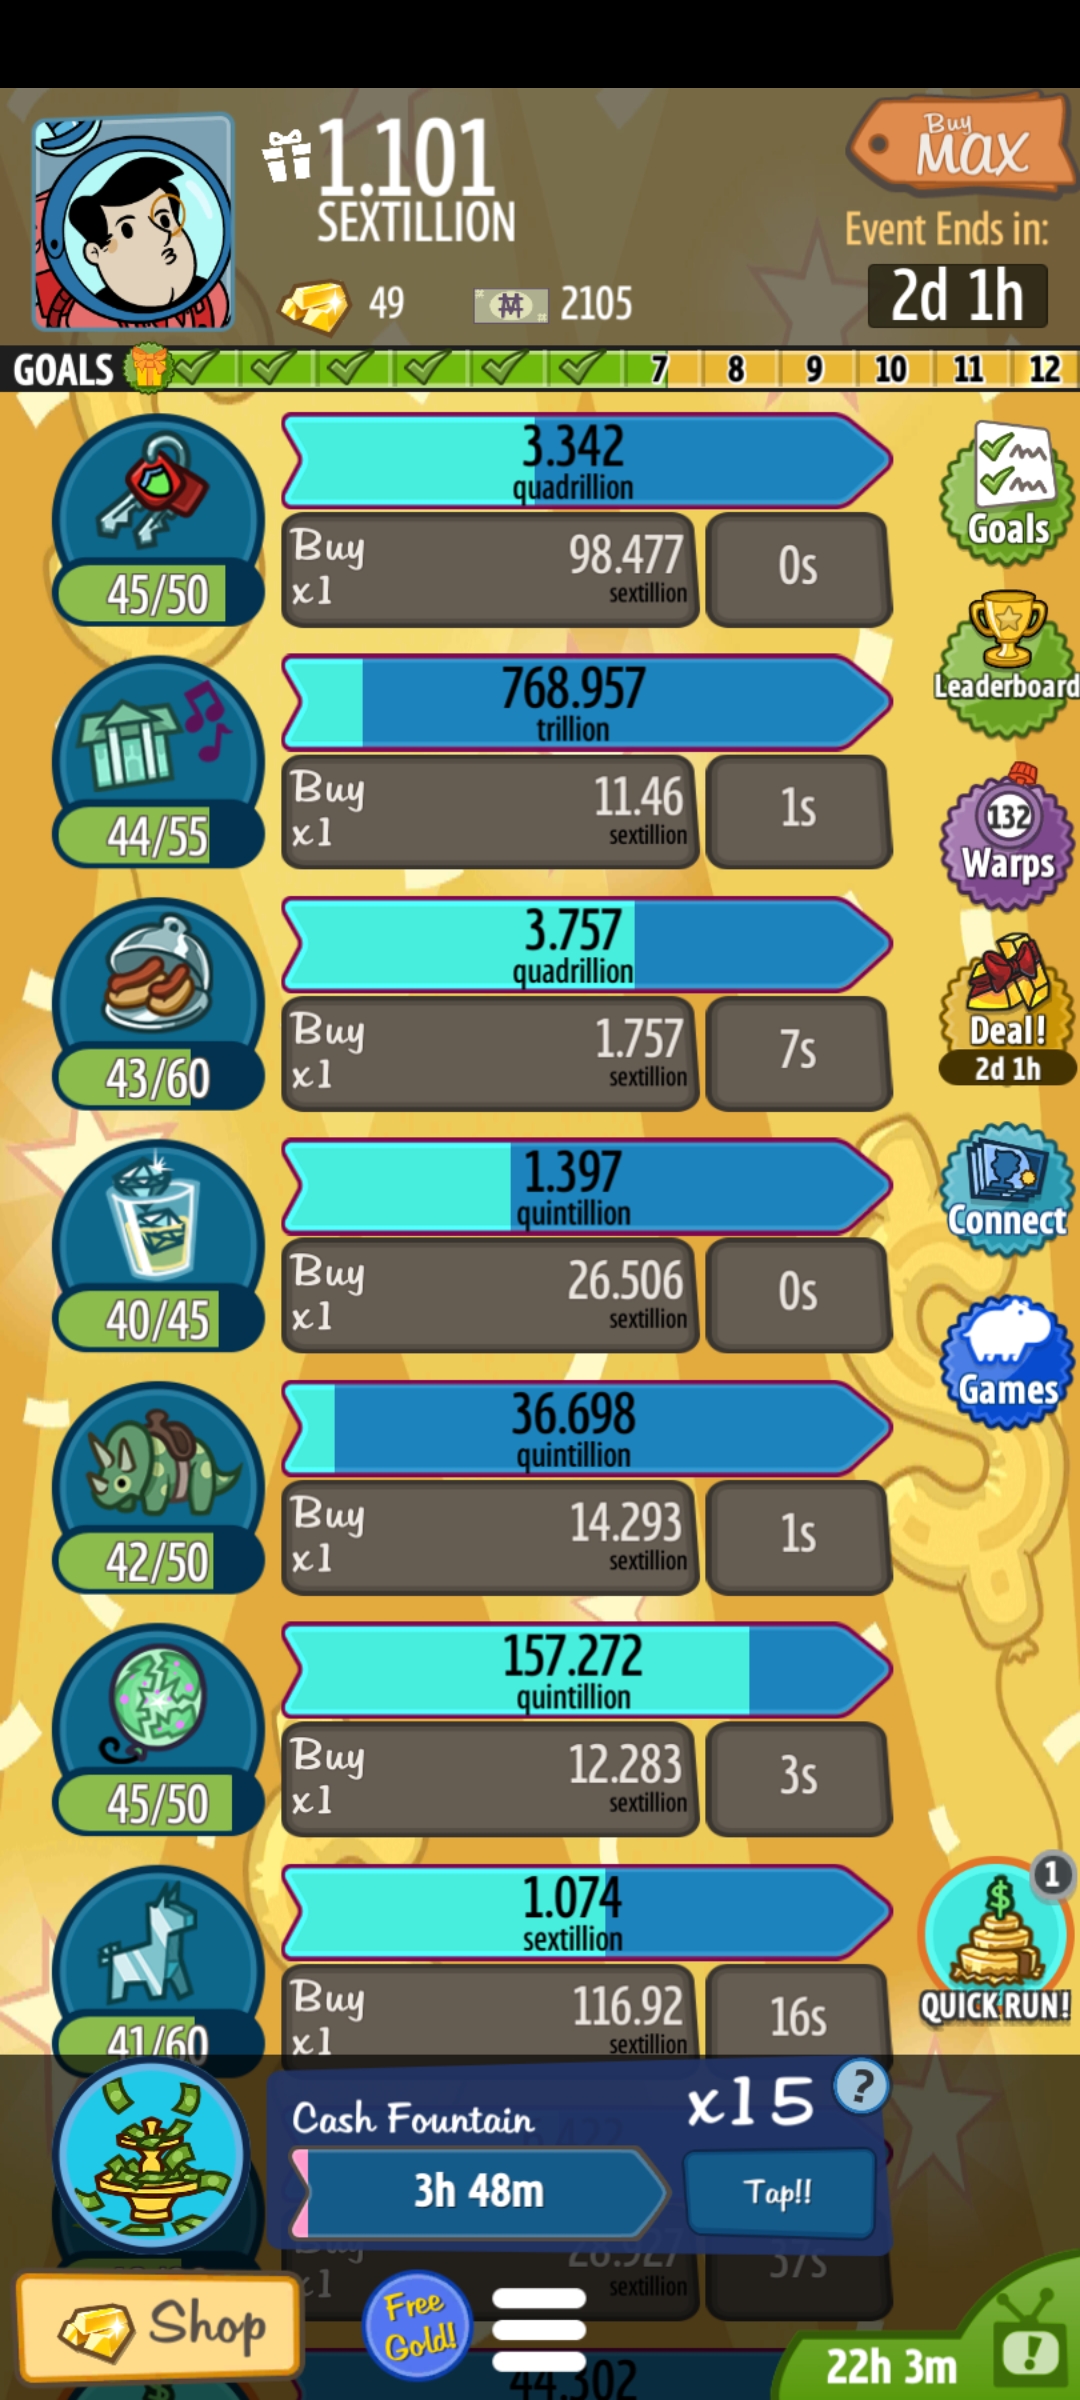 1.101
SEXTILLION
Buy
MAX
Event Ends in:
2d 1h
49
2105
GOALS
7 8 9 10 11 12
3.342
quadrillion
Buy
x1
98.477
sextillion
0s
45/50
Goals
Leaderboard
768.957
trillion
Buy
x1
11.46
sextillion
1s
44/55
132
Warps
3.757
quadrillion
Buy
x1
1.757
sextillion
7s
43/60
Deal!
2d 1h
1.397
quintillion
Buy
x1
26.506
sextillion
0s
40/45
Connect
Games
36.698
quintillion
Buy
x1
14.293
sextillion
1s
42/50
157.272
quintillion
Buy
x1
12.283
sextillion
3s
45/50
1.074
sextillion
Buy
x1
116.92
sextillion
16s
41/60
1
QUICK RUN!
Cash Fountain
x15
?
3h 48m
Tap!!
sextillion
37s
Shop
Free
Gold!
22h 3m
44.302